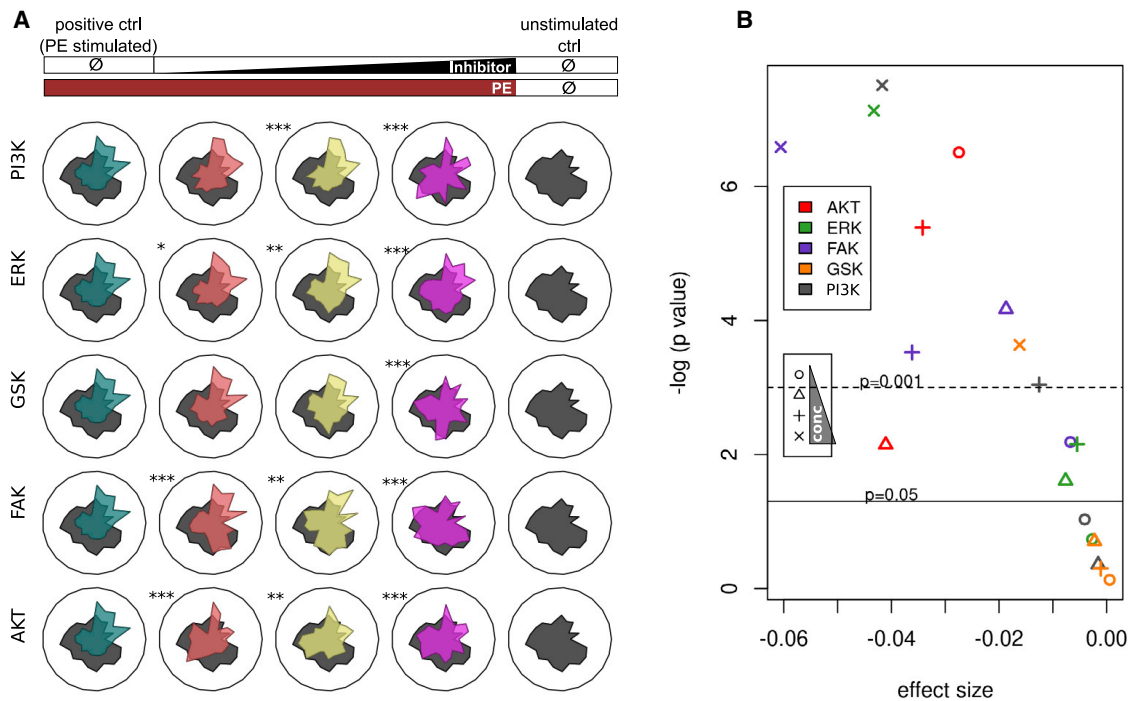 A
positive ctrl
(PE stimulated)
unstimulated
ctrl
∅
Inhibitor
∅
PE
∅
PI3K
***
***
ERK
*
**
***
GSK
***
FAK
***
**
***
AKT
***
**
***
B
-log (p value)
6
4
2
0
AKT
ERK
FAK
GSK
PI3K
conc
p=0.001
p=0.05
-0.06
-0.04
-0.02
0.00
effect size